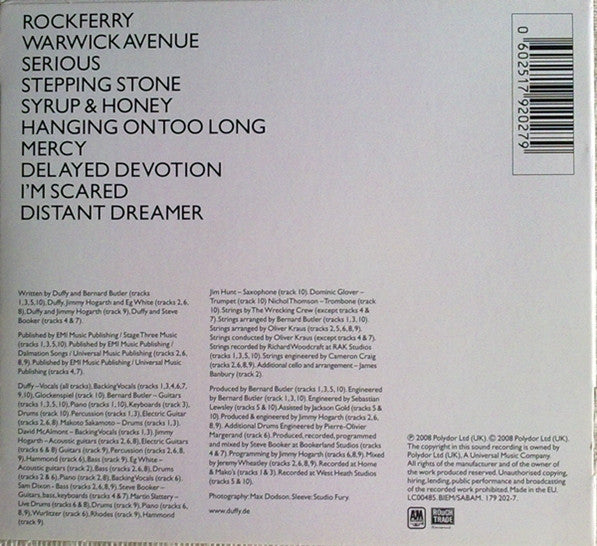 ROCKFERRY
WARWICK AVENUE
SERIOUS
STEPPING STONE
SYRUP & HONEY
HANGING ON TOO LONG
MERCY
DELAYED DEVOTION
I'M SCARED
DISTANT DREAMER
0 602517 920279
Written by Duffy and Bernard Butler (tracks
1,3,5,10). Duffy, Jimmy Hogarth and Eg White (tracks 2,6,
8). Duffy and Jimmy Hogarth (track 9). Duffy and Steve
Booker (tracks 4 & 7).
Published by EMI Music Publishing / Stage Three Music
(tracks 1,3,5,10). Published by EMI Music Publishing /
Dalmation Songs / Universal Music Publishing (tracks 2,6,
8,9). Published by EMI Music Publishing / Universal Music
Publishing (tracks 4,7).
Duffy – Vocals (all tracks), Backing Vocals (tracks 1,3,4,6,7,
9,10), Glockenspiel (track 10). Bernard Butler – Guitars
(tracks 1,3,5,10), Piano (tracks 1,10), Keyboards (track 3),
Drums (track 10) Percussion (tracks 1,3), Electric Guitar
(tracks 2,6,8). Makoto Sakamoto – Drums (tracks 1,3).
David McAlmont – Backing Vocals (tracks 1,3). Jimmy
Hogarth – Acoustic guitars (tracks 2,6,8), Electric Guitars
(tracks 6 & 8) Guitars (track 9), Percussion (tracks 2,6,8,
9), Hammond (track 6), Bass (track 9). Eg White –
Acoustic guitars (track 2), Bass (tracks 2,6,8), Drums
(tracks 2 & 6), Piano (track 2,8), Backing Vocals (track 6).
Sam Dixon – Bass (tracks 2,6,8,9). Steve Booker –
Guitars, bass, keyboards (tracks 4 & 7). Martin Slattery –
Live Drums (tracks 6 & 8), Drums (track 9), Piano (tracks 6,
8,9), Wurlitzer (track 6), Rhodes (track 9), Hammond
(track 9).
Jim Hunt – Saxophone (track 10). Dominic Glover –
Trumpet (track 10) Nichol Thomson – Trombone (track
10). Strings by The Wrecking Crew (except tracks 4 &
7). Strings arranged by Bernard Butler (tracks 1,3,10).
Strings arranged by Oliver Kraus (tracks 2,5,6,8,9).
Strings conducted by Oliver Kraus (except tracks 4 & 7).
Strings recorded by Richard Woodcraft at RAK Studios
(tracks 1,3,5, 10). Strings engineered by Cameron Craig
(tracks 2,6,8,9). Additional cello and arrangement – James
Banbury (track 2).
Produced by Bernard Butler (tracks 1,3,5,10). Engineered
by Bernard Butler (track 1,3,10). Engineered by Sebastian
Lewsley (tracks 5 & 10). Assisted by Jackson Gold (tracks 5 &
10). Produced & engineered by Jimmy Hogarth (tracks 2,6,
8,9). Additional Drums Engineered by Pierre-Olivier
Margerand (track 6). Produced, recorded, programmed
and mixed by Steve Booker at Bookerland Studios (tracks
4 & 7). Programming by Jimmy Hogarth (tracks 6,8,9). Mixed
by Jeremy Wheatley (tracks 2,6,8,9). Recorded at Home
& Mako's (tracks 1 & 3). Recorded at West Heath Studios
(tracks 5 & 10).
Photography: Max Dodson. Sleeve: Studio Fury.
www.duffy.de
℗ 2008 Polydor Ltd (UK). © 2008 Polydor Ltd (UK).
The copyright in this sound recording is owned by
Polydor Ltd (UK), A Universal Music Company.
All rights of the manufacturer and of the owner of
the work produced reserved. Unauthorised copying,
hiring, lending, public performance and broadcasting
of the recorded work prohibited. Made in the EU.
LC00485. BIEM/SABAM. 179 202-7.
A&M
ROUGH
TRADE